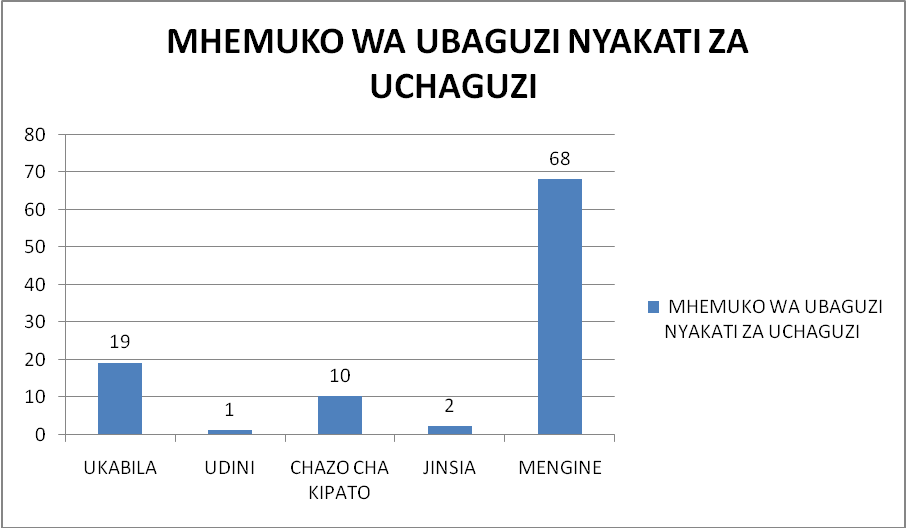 MHEMUKO WA UBAGUZI NYAKATI ZA
UCHAGUZI
80
70
60
50
40
30
20
10
0
19
1
10
2
68
UKABILA
UDINI
CHAZO CHA
KIPATO
JINSIA
MENGINE
MHEMUKO WA UBAGUZI
NYAKATI ZA UCHAGUZI